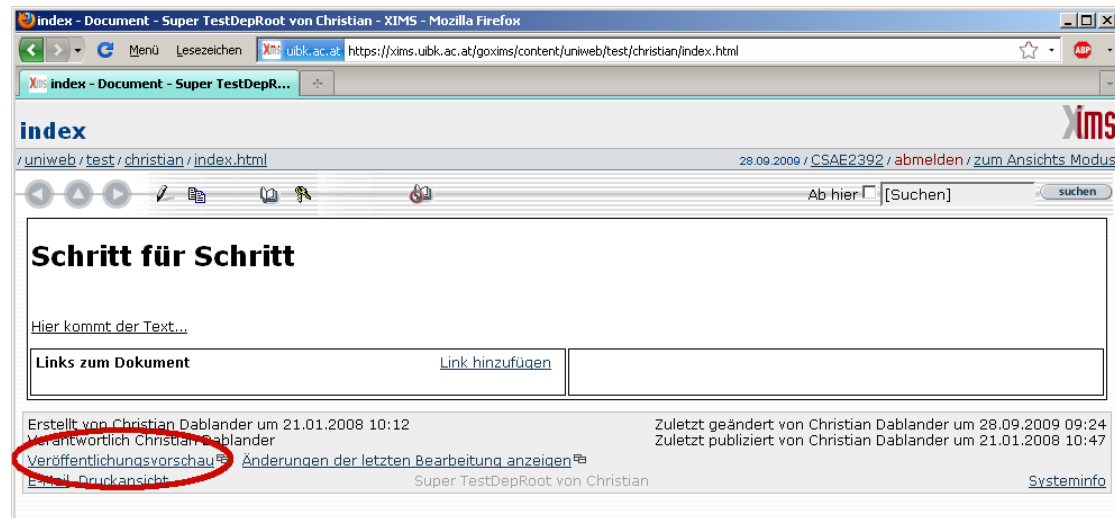 index - Document - Super TestDepRoot von Christian - XIMS - Mozilla Firefox
Menü Lesezeichen Xims uibk.ac.at https://xims.uibk.ac.at/goxims/content/uniweb/test/christian/index.html ABP
Xims index - Document - Super TestDepR...
index Xims
/ uniweb / test / christian / index.html 28.09.2009 / CSAE2392 / abmelden / zum Ansichts Modus
Ab hier [Suchen] suchen
Schritt für Schritt
Hier kommt der Text...
Links zum Dokument Link hinzufügen
Erstellt von Christian Dablander um 21.01.2008 10:12 Zuletzt geändert von Christian Dablander um 28.09.2009 09:24
Verantwortlich Christian Dablander Zuletzt publiziert von Christian Dablander um 21.01.2008 10:47
Veröffentlichungsvorschau Änderungen der letzten Bearbeitung anzeigen
E-Mail Druckansicht Super TestDepRoot von Christian Systeminfo